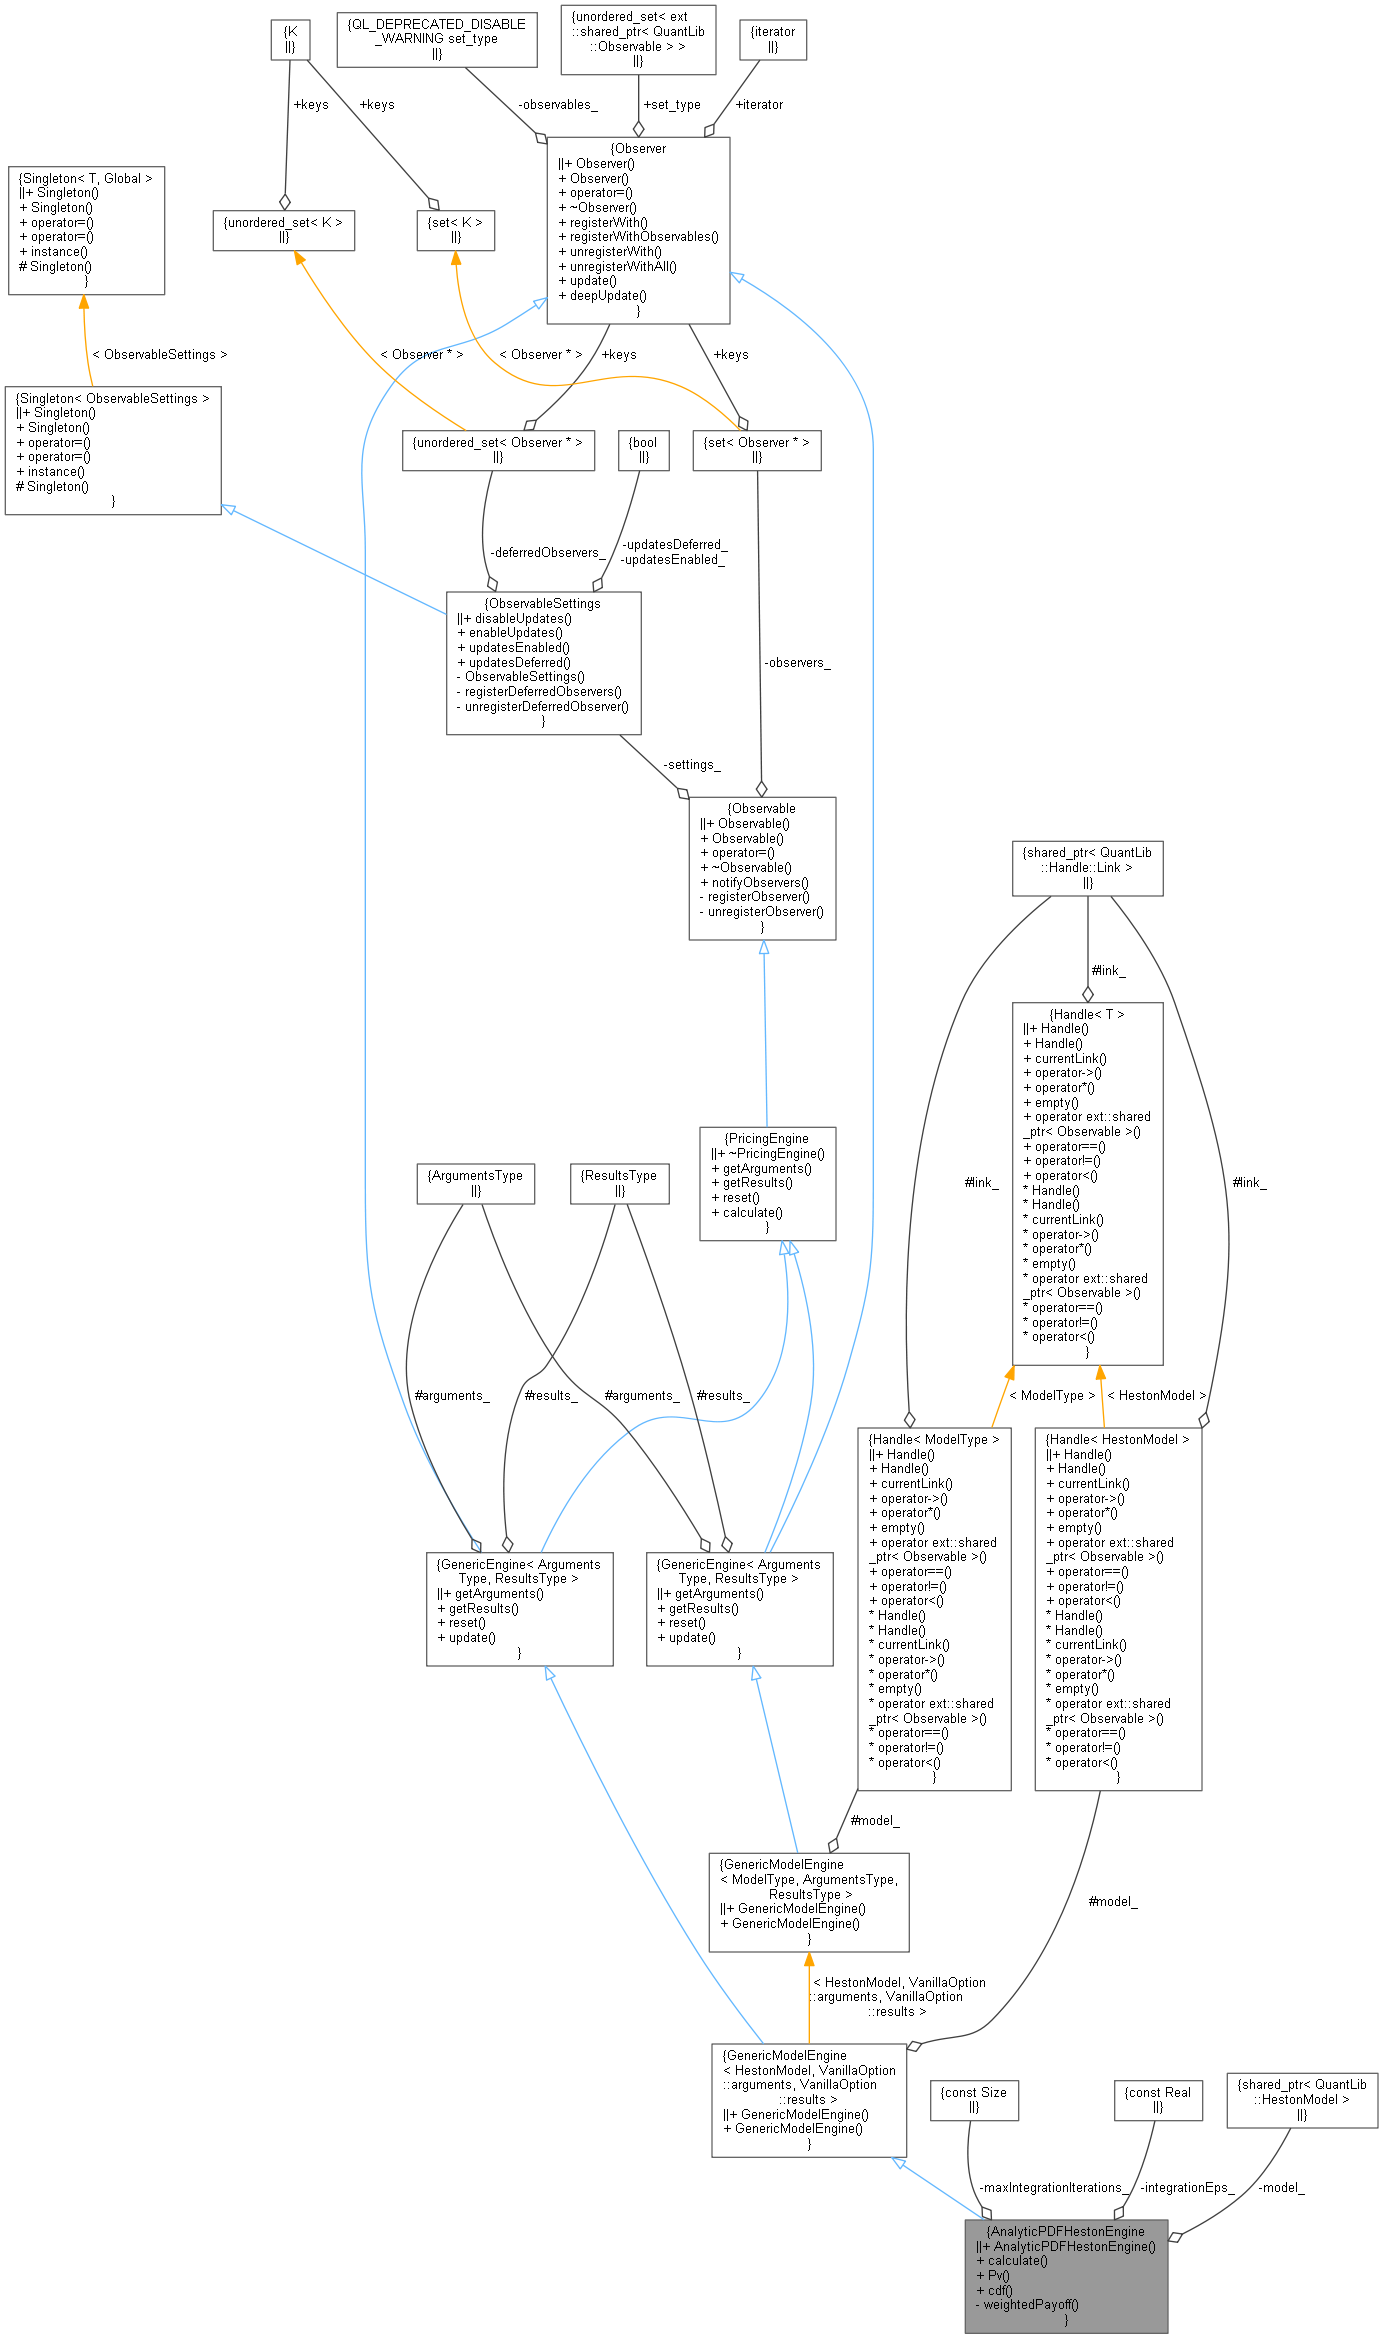 {K
||}
{QL_DEPRECATED_DISABLE
_WARNING set_type
||}
{unordered_set< ext
::shared_ptr< QuantLib
::Observable > >
||}
{iterator
||}
+keys
+keys
-observables_
+set_type
+iterator
{Singleton< T, Global >
||+ Singleton()
+ Singleton()
+ operator=()
+ operator=()
+ instance()
# Singleton()
}
{unordered_set< K >
||}
{set< K >
||}
{Observer
||+ Observer()
+ Observer()
+ operator=()
+ ~Observer()
+ registerWith()
+ registerWithObservables()
+ unregisterWith()
+ unregisterWithAll()
+ update()
+ deepUpdate()
}
< ObservableSettings >
< Observer * >
< Observer * >
+keys
+keys
{Singleton< ObservableSettings >
||+ Singleton()
+ Singleton()
+ operator=()
+ operator=()
+ instance()
# Singleton()
}
{unordered_set< Observer * >
||}
{bool
||}
{set< Observer * >
||}
-deferredObservers_
-updatesDeferred_
-updatesEnabled_
{ObservableSettings
||+ disableUpdates()
+ enableUpdates()
+ updatesEnabled()
+ updatesDeferred()
- ObservableSettings()
- registerDeferredObservers()
- unregisterDeferredObserver()
}
-observers_
-settings_
{Observable
||+ Observable()
+ Observable()
+ operator=()
+ ~Observable()
+ notifyObservers()
- registerObserver()
- unregisterObserver()
}
{shared_ptr< QuantLib
::Handle::Link >
||}
#link_
{Handle< T >
||+ Handle()
+ Handle()
+ currentLink()
+ operator->()
+ operator*()
+ empty()
+ operator ext::shared
_ptr< Observable >()
+ operator==()
+ operator!=()
+ operator<()
* Handle()
* Handle()
* currentLink()
* operator->()
* operator*()
* empty()
* operator ext::shared
_ptr< Observable >()
* operator==()
* operator!=()
* operator<()
}
{PricingEngine
||+ ~PricingEngine()
+ getArguments()
+ getResults()
+ reset()
+ calculate()
}
{ArgumentsType
||}
{ResultsType
||}
#link_
#link_
#arguments_
#results_
#arguments_
#results_
< ModelType >
< HestonModel >
{Handle< ModelType >
||+ Handle()
+ Handle()
+ currentLink()
+ operator->()
+ operator*()
+ empty()
+ operator ext::shared
_ptr< Observable >()
+ operator==()
+ operator!=()
+ operator<()
* Handle()
* Handle()
* currentLink()
* operator->()
* operator*()
* empty()
* operator ext::shared
_ptr< Observable >()
* operator==()
* operator!=()
* operator<()
}
{Handle< HestonModel >
||+ Handle()
+ Handle()
+ currentLink()
+ operator->()
+ operator*()
+ empty()
+ operator ext::shared
_ptr< Observable >()
+ operator==()
+ operator!=()
+ operator<()
* Handle()
* Handle()
* currentLink()
* operator->()
* operator*()
* empty()
* operator ext::shared
_ptr< Observable >()
* operator==()
* operator!=()
* operator<()
}
{GenericEngine< Arguments
Type, ResultsType >
||+ getArguments()
+ getResults()
+ reset()
+ update()
}
{GenericEngine< Arguments
Type, ResultsType >
||+ getArguments()
+ getResults()
+ reset()
+ update()
}
#model_
{GenericModelEngine
< ModelType, ArgumentsType,
ResultsType >
||+ GenericModelEngine()
+ GenericModelEngine()
}
#model_
< HestonModel, VanillaOption
::arguments, VanillaOption
::results >
{GenericModelEngine
< HestonModel, VanillaOption
::arguments, VanillaOption
::results >
||+ GenericModelEngine()
+ GenericModelEngine()
}
{const Size
||}
{const Real
||}
{shared_ptr< QuantLib
::HestonModel >
||}
-maxIntegrationIterations_
-integrationEps_
-model_
{AnalyticPDFHestonEngine
||+ AnalyticPDFHestonEngine()
+ calculate()
+ Pv()
+ cdf()
- weightedPayoff()
}